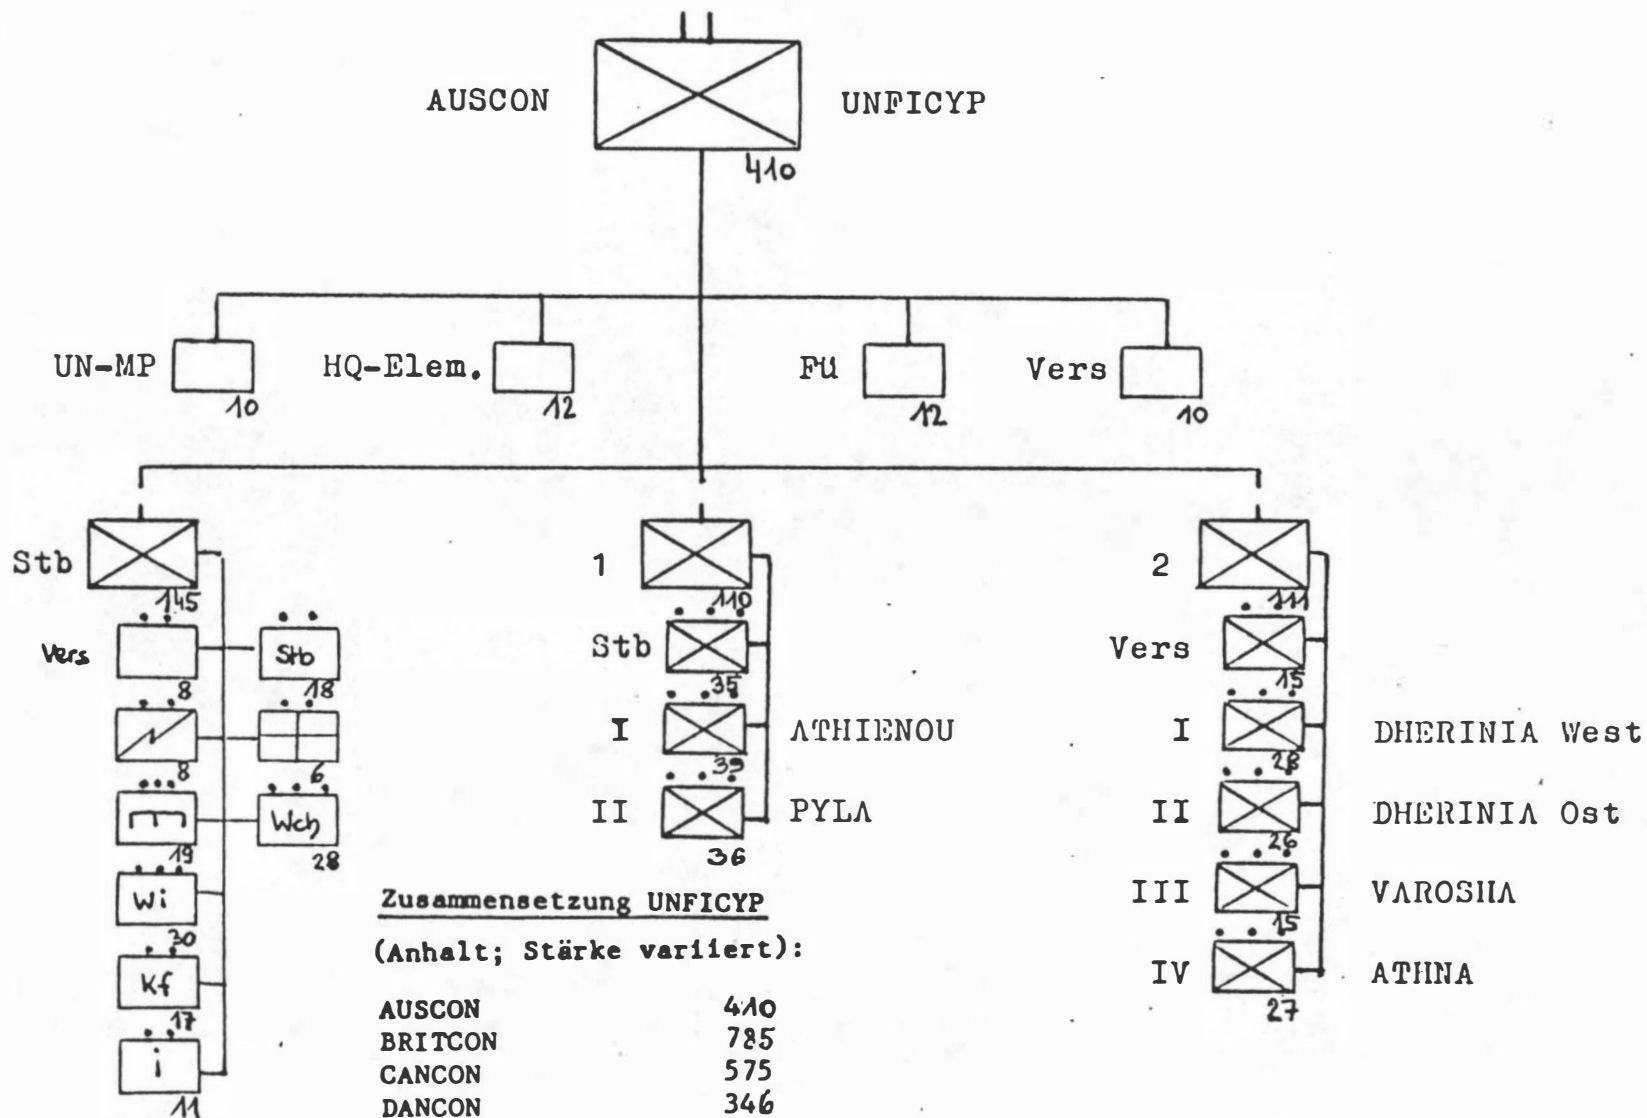 AUSCON UNFICYP
410
UN-MP HQ-Elem. Fü Vers
10 12 12 10
Stb 1 2
145 110 111
Vers Stb Stb Vers
8 18 35 15
I ATHIENOU I DHERINIA West
8 6 39 28
Wch II PYLA II DHERINIA Ost
19 28 36 26
Wi III VAROSHA
30 15
Kf IV ATHNA
17 27
i
11
Zusammensetzung UNFICYP
(Anhalt; Stärke variiert):
AUSCON 410
BRITCON 785
CANCON 575
DANCON 346